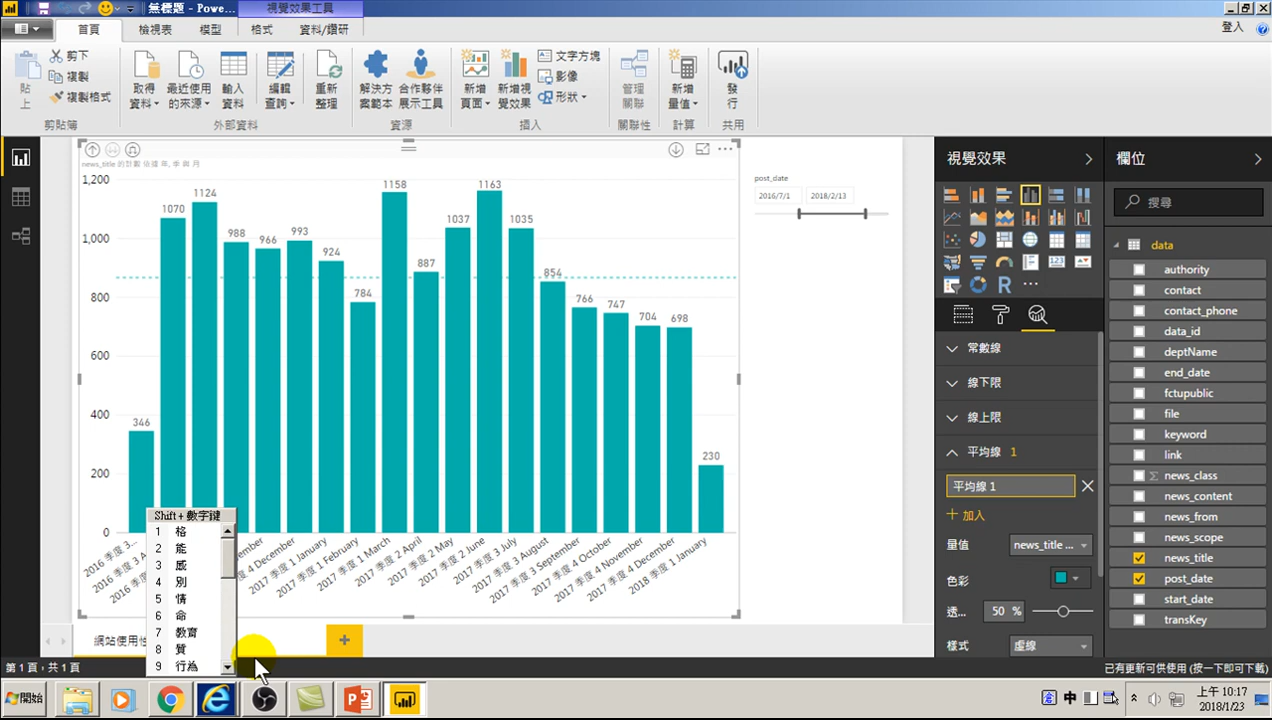 無標題 - Powe...
視覺效果工具
首頁
檢視表
模型
格式
資料/鑽研
登入
貼上
剪下
複製
複製格式
取得資料
最近使用的來源
輸入資料
編輯查詢
重新整理
解決方案範本
合作夥伴展示工具
新增頁面
新增視覺效果
文字方塊
影像
形狀
管理關聯
新增量值
發行
剪貼簿
外部資料
資源
插入
關聯性
計算
共用
news_title 的計數 依據 年, 季 與 月
1,200
1,000
800
600
400
200
0
346
1070
1124
988
966
993
924
784
1158
887
1037
1163
1035
854
766
747
704
698
230
2016 季度 3...
2016 季度 3 A
2016 季度 3
ember
季度 4 December
2017 季度 1 January
2017 季度 1 February
2017 季度 1 March
2017 季度 2 April
2017 季度 2 May
2017 季度 2 June
2017 季度 3 July
2017 季度 3 August
2017 季度 3 September
2017 季度 4 October
2017 季度 4 November
2017 季度 4 December
2018 季度 1 January
post_date
2016/7/1
2018/2/13
視覺效果
R
常數線
線下限
線上限
平均線 1
平均線 1
加入
量值 news_title ...
色彩
透... 50 %
樣式 虛線
欄位
搜尋
data
authority
contact
contact_phone
data_id
deptName
end_date
fctupublic
file
keyword
link
Σ news_class
news_content
news_from
news_scope
news_title
post_date
start_date
transKey
Shift+數字鍵
1 格
2 能
3 感
4 別
5 情
6 命
7 教育
8 質
9 行為
網站使用性
第 1 頁，共 1 頁
已有更新可供使用 (按一下即可下載)
開始
中
上午 10:17
2018/1/23